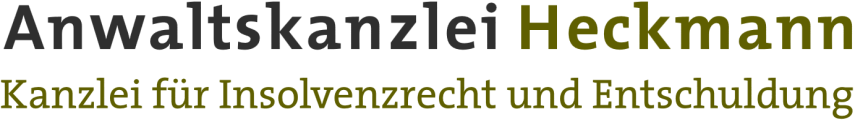 Anwaltskanzlei Heckmann
Kanzlei für Insolvenzrecht und Entschuldung